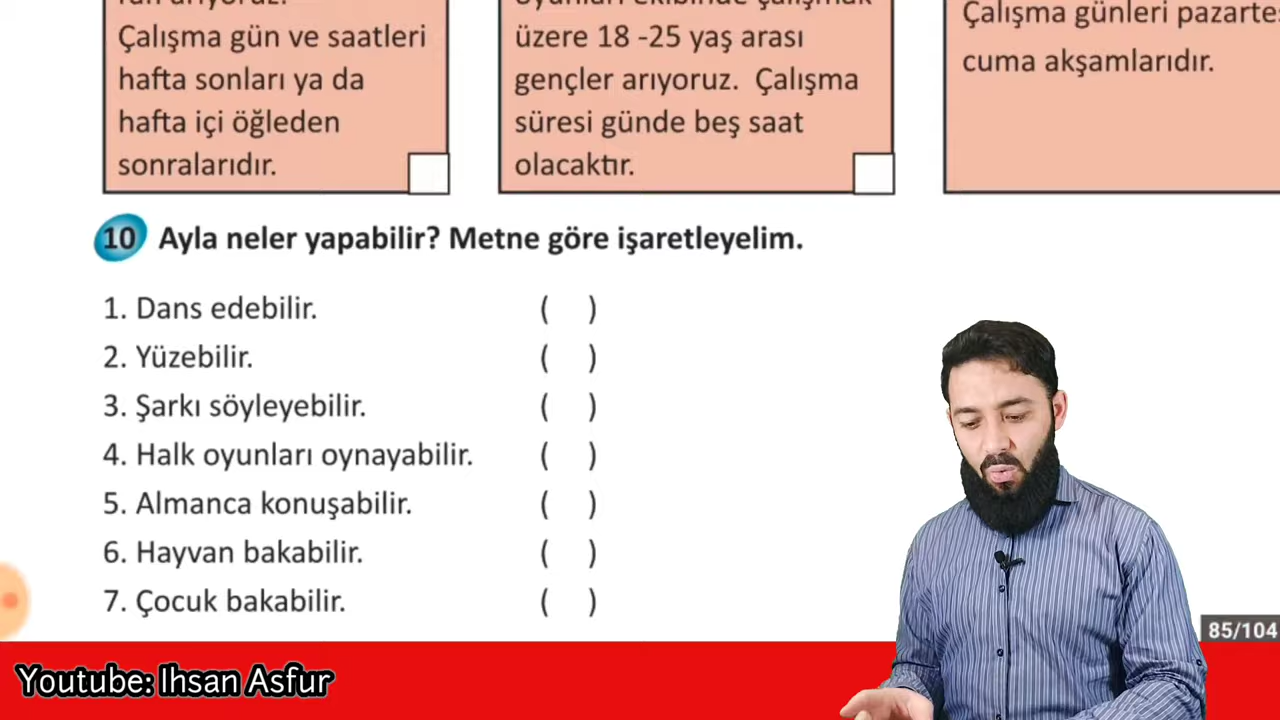 Çalışma gün ve saatleri
hafta sonları ya da
hafta içi öğleden
sonralarıdır.
üzere 18 -25 yaş arası
gençler arıyoruz. Çalışma
süresi günde beş saat
olacaktır.
Çalışma günleri pazarte
cuma akşamlarıdır.
10 Ayla neler yapabilir? Metne göre işaretleyelim.
1. Dans edebilir. ( )
2. Yüzebilir. ( )
3. Şarkı söyleyebilir. ( )
4. Halk oyunları oynayabilir. ( )
5. Almanca konuşabilir. ( )
6. Hayvan bakabilir. ( )
7. Çocuk bakabilir. ( )
85/104
Youtube: Ihsan Asfur